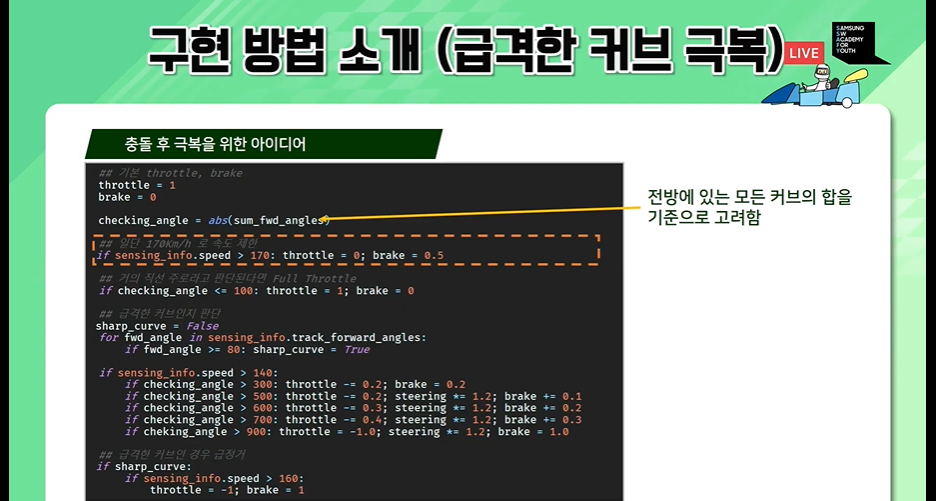 구현 방법 소개 (급격한 커브 극복)
LIVE
SAMSUNG
SW
ACADEMY
FOR
YOUTH
충돌 후 극복을 위한 아이디어
## 기본 throttle, brake
throttle = 1
brake = 0
checking_angle = abs(sum_fwd_angles)
전방에 있는 모든 커브의 합을
기준으로 고려함
## 일단 170Km/h 로 속도 제한
if sensing_info.speed > 170: throttle = 0; brake = 0.5
## 거의 직선 주로라고 판단된다면 Full Throttle
if checking_angle <= 100: throttle = 1; brake = 0
## 급격한 커브인지 판단
sharp_curve = False
for fwd_angle in sensing_info.track_forward_angles:
if fwd_angle >= 80: sharp_curve = True
if sensing_info.speed > 140:
if checking_angle > 300: throttle -= 0.2; brake = 0.2
if checking_angle > 500: throttle -= 0.2; steering *= 1.2; brake += 0.1
if checking_angle > 600: throttle -= 0.3; steering *= 1.2; brake += 0.2
if checking_angle > 700: throttle -= 0.4; steering *= 1.2; brake += 0.3
if cheking_angle > 900: throttle = -1.0; steering *= 1.2; brake = 1.0
## 급격한 커브인 경우 급정거
if sharp_curve:
if sensing_info.speed > 160:
throttle = -1; brake = 1